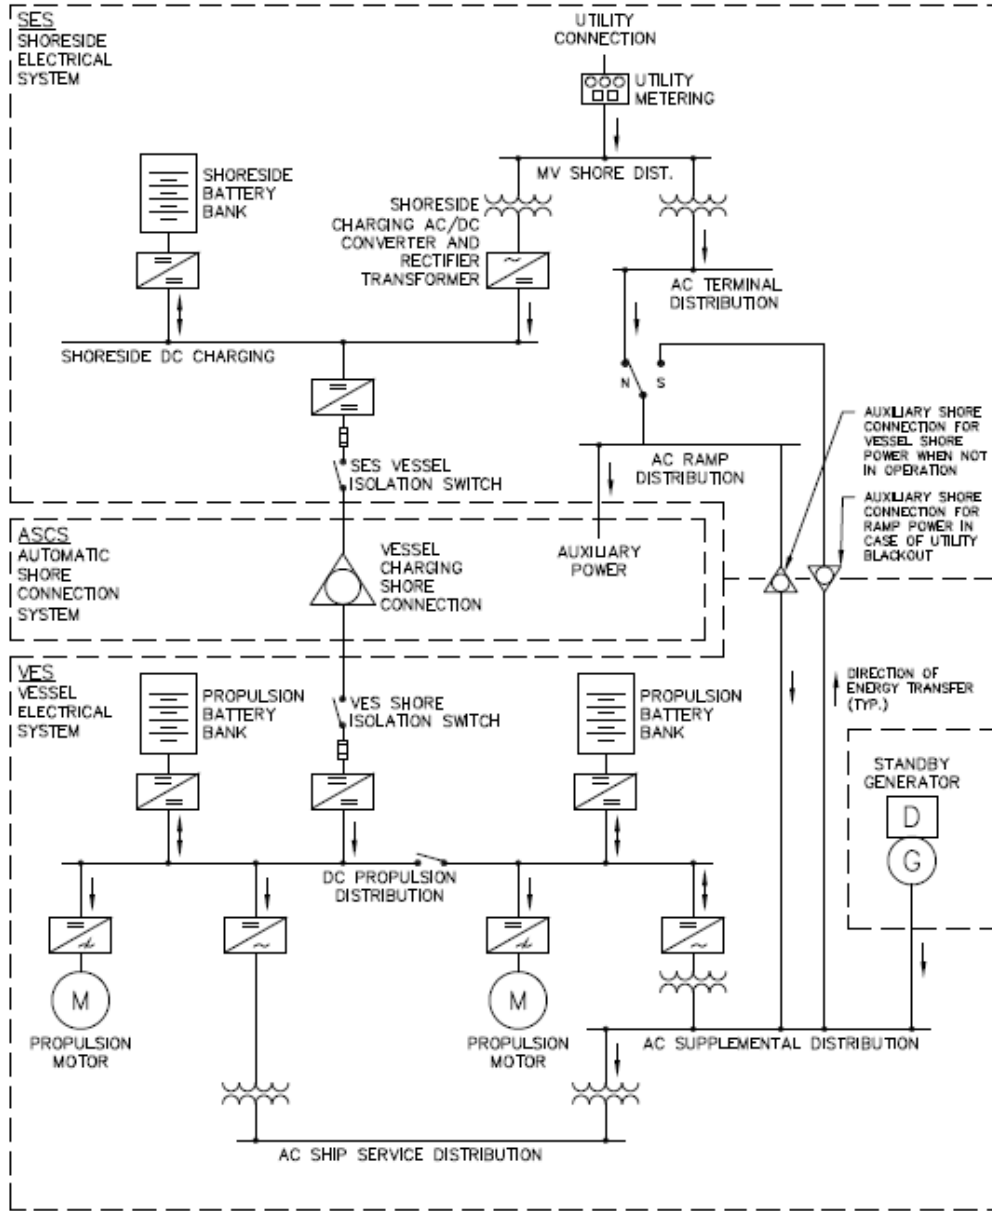 SES
SHORESIDE
ELECTRICAL
SYSTEM
UTILITY
CONNECTION
UTILITY
METERING
MV SHORE DIST.
SHORESIDE
BATTERY
BANK
SHORESIDE
CHARGING AC/DC
CONVERTER AND
RECTIFIER
TRANSFORMER
AC TERMINAL
DISTRIBUTION
SHORESIDE DC CHARGING
N S
AC RAMP
DISTRIBUTION
SES VESSEL
ISOLATION SWITCH
AUXILIARY SHORE
CONNECTION FOR
VESSEL SHORE
POWER WHEN NOT
IN OPERATION
AUXILIARY SHORE
CONNECTION FOR
RAMP POWER IN
CASE OF UTILITY
BLACKOUT
ASCS
AUTOMATIC
SHORE
CONNECTION
SYSTEM
VESSEL
CHARGING
SHORE
CONNECTION
AUXILIARY
POWER
VES
VESSEL
ELECTRICAL
SYSTEM
PROPULSION
BATTERY
BANK
VES SHORE
ISOLATION SWITCH
PROPULSION
BATTERY
BANK
DIRECTION OF
ENERGY TRANSFER
(TYP.)
STANDBY
GENERATOR
D
G
DC PROPULSION
DISTRIBUTION
M
PROPULSION
MOTOR
M
PROPULSION
MOTOR
AC SUPPLEMENTAL DISTRIBUTION
AC SHIP SERVICE DISTRIBUTION